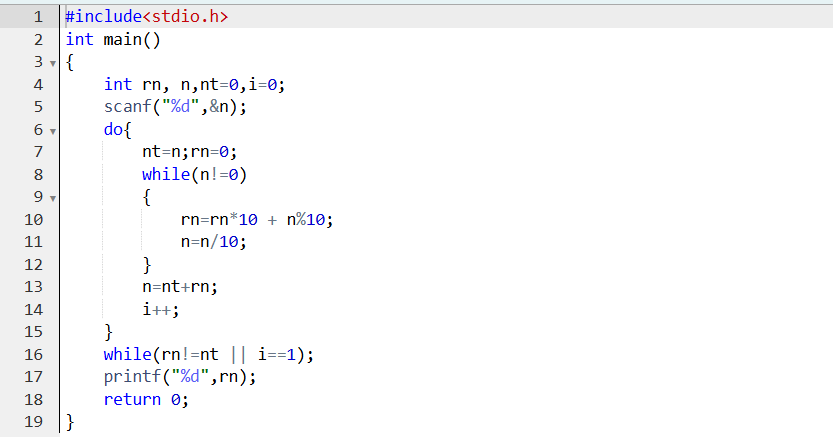 1 #include<stdio.h>
2 int main()
3 {
4 int rn, n,nt=0,i=0;
5 scanf("%d",&n);
6 do{
7 nt=n;rn=0;
8 while(n!=0)
9 {
10 rn=rn*10 + n%10;
11 n=n/10;
12 }
13 n=nt+rn;
14 i++;
15 }
16 while(rn!=nt || i==1);
17 printf("%d",rn);
18 return 0;
19 }